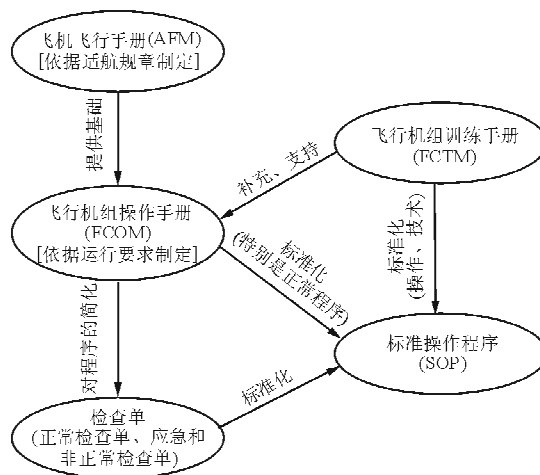 飞机飞行手册(AFM)
[依据适航规章制定]
提供基础
飞行机组训练手册
(FCTM)
补充、支持
飞行机组操作手册
(FCOM)
[依据运行要求制定]
标准化
(特别是正常程序)
标准化
(操作、技术)
对程序的简化
标准操作程序
(SOP)
标准化
检查单
(正常检查单、应急和
非正常检查单)